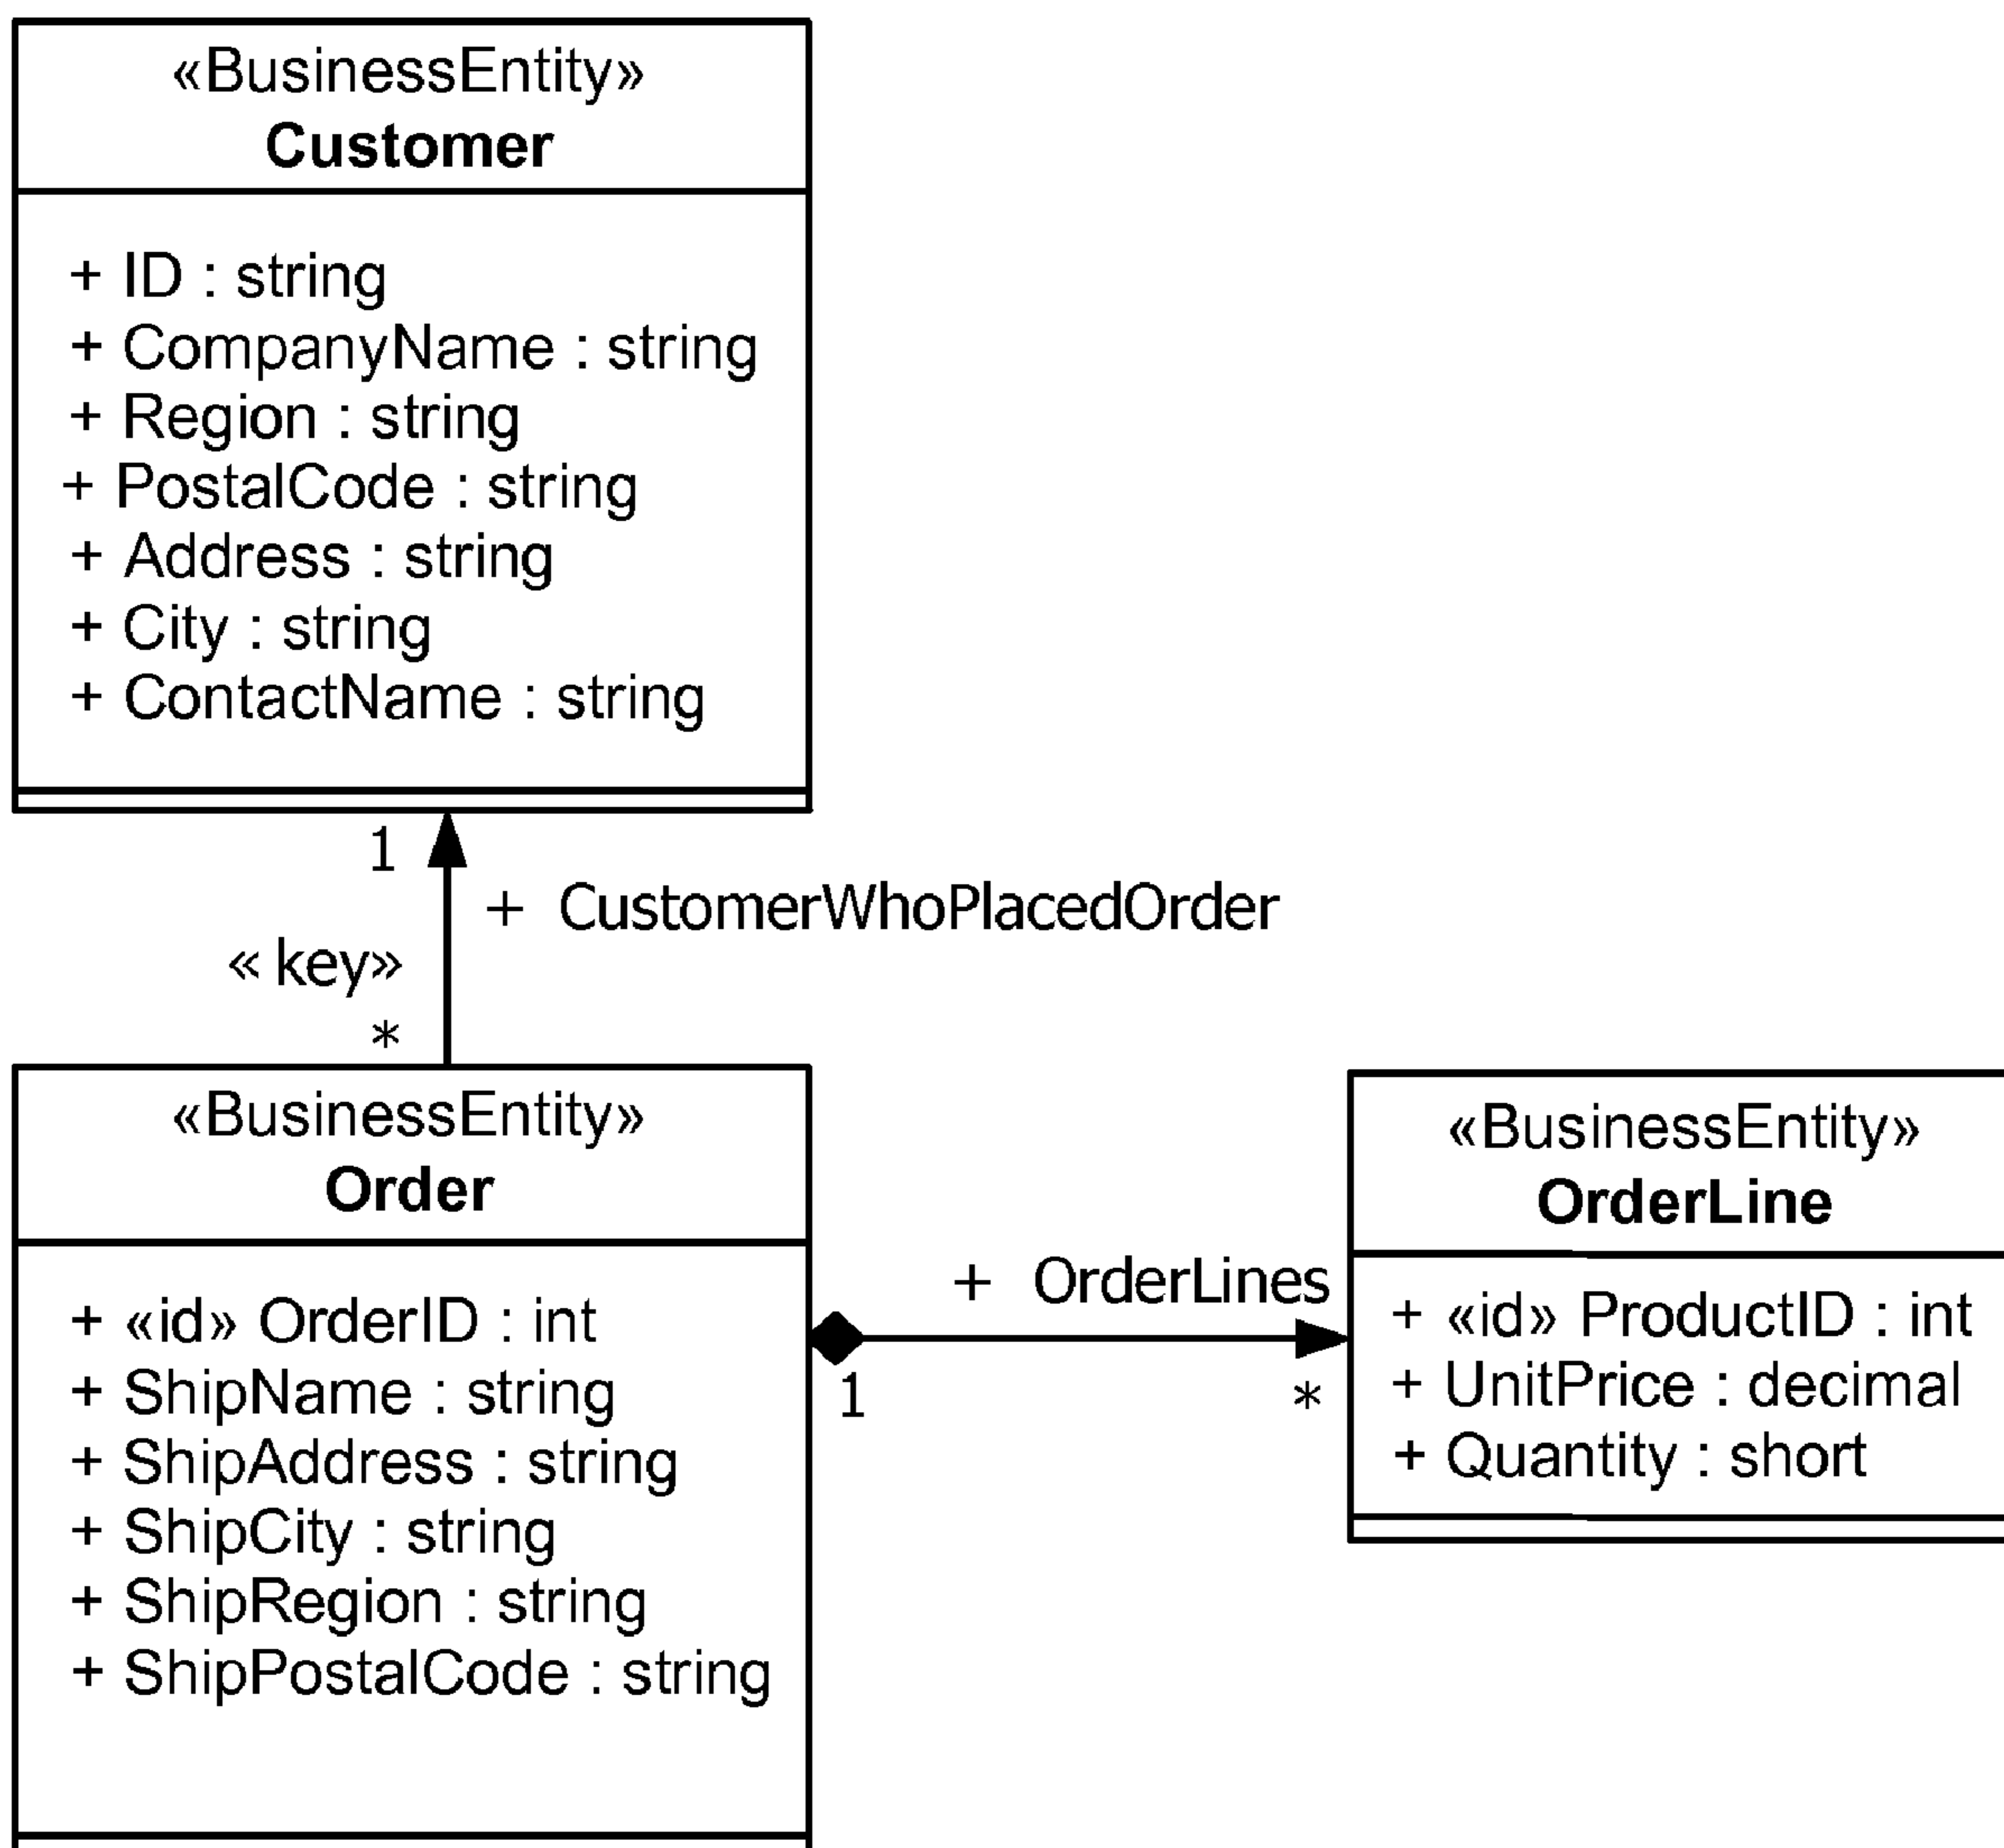 «BusinessEntity»
Customer
+ ID : string
+ CompanyName : string
+ Region : string
+ PostalCode : string
+ Address : string
+ City : string
+ ContactName : string
1
+ CustomerWhoPlacedOrder
« key»
*
«BusinessEntity»
Order
+ «id» OrderID : int
+ ShipName : string
+ ShipAddress : string
+ ShipCity : string
+ ShipRegion : string
+ ShipPostalCode : string
+ OrderLines
1
*
«BusinessEntity»
OrderLine
+ «id» ProductID : int
+ UnitPrice : decimal
+ Quantity : short